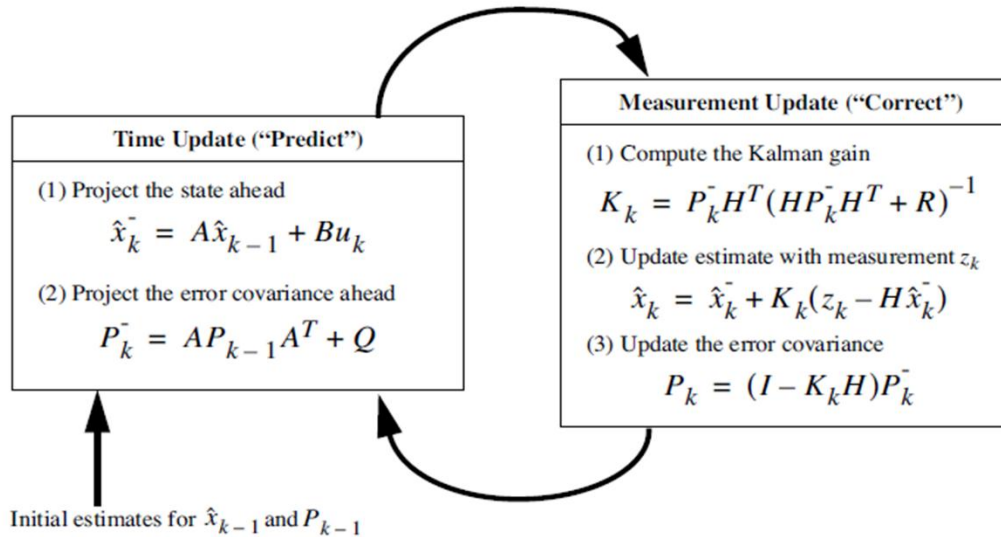 Time Update (“Predict”)
(1) Project the state ahead
x̂ₖ⁻ = Ax̂ₖ₋₁ + Buₖ
(2) Project the error covariance ahead
Pₖ⁻ = APₖ₋₁Aᵀ + Q
Initial estimates for x̂ₖ₋₁ and Pₖ₋₁
Measurement Update (“Correct”)
(1) Compute the Kalman gain
Kₖ = Pₖ⁻Hᵀ(HPₖ⁻Hᵀ + R)⁻¹
(2) Update estimate with measurement zₖ
x̂ₖ = x̂ₖ⁻ + Kₖ(zₖ − Hx̂ₖ⁻)
(3) Update the error covariance
Pₖ = (I − KₖH)Pₖ⁻